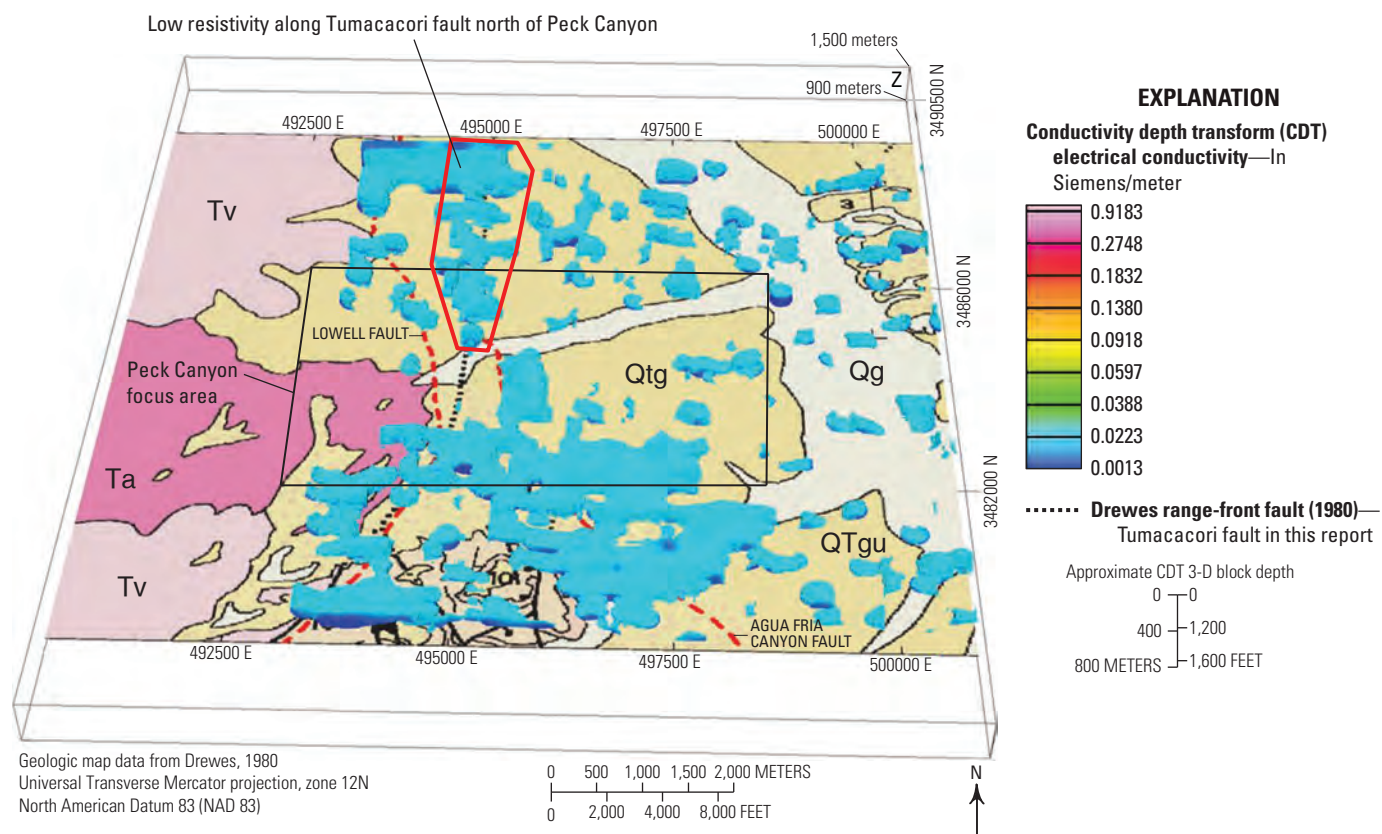 Low resistivity along Tumacacori fault north of Peck Canyon
1,500 meters
900 meters
Z
3490500 N
492500 E
495000 E
497500 E
500000 E
Tv
a
3486000 N
LOWELL FAULT
Peck Canyon
focus area
Qtg
Qg
Ta
3482000 N
QTgu
Tv
AGUA FRIA
CANYON FAULT
492500 E
495000 E
497500 E
500000 E
Geologic map data from Drewes, 1980
Universal Transverse Mercator projection, zone 12N
North American Datum 83 (NAD 83)
0 500 1,000 1,500 2,000 METERS
0 2,000 4,000 8,000 FEET
N
EXPLANATION
Conductivity depth transform (CDT)
electrical conductivity—In
Siemens/meter
0.9183
0.2748
0.1832
0.1380
0.0918
0.0597
0.0388
0.0223
0.0013
Drewes range-front fault (1980)—
Tumacacori fault in this report
Approximate CDT 3-D block depth
0 0
400 1,200
800 METERS 1,600 FEET